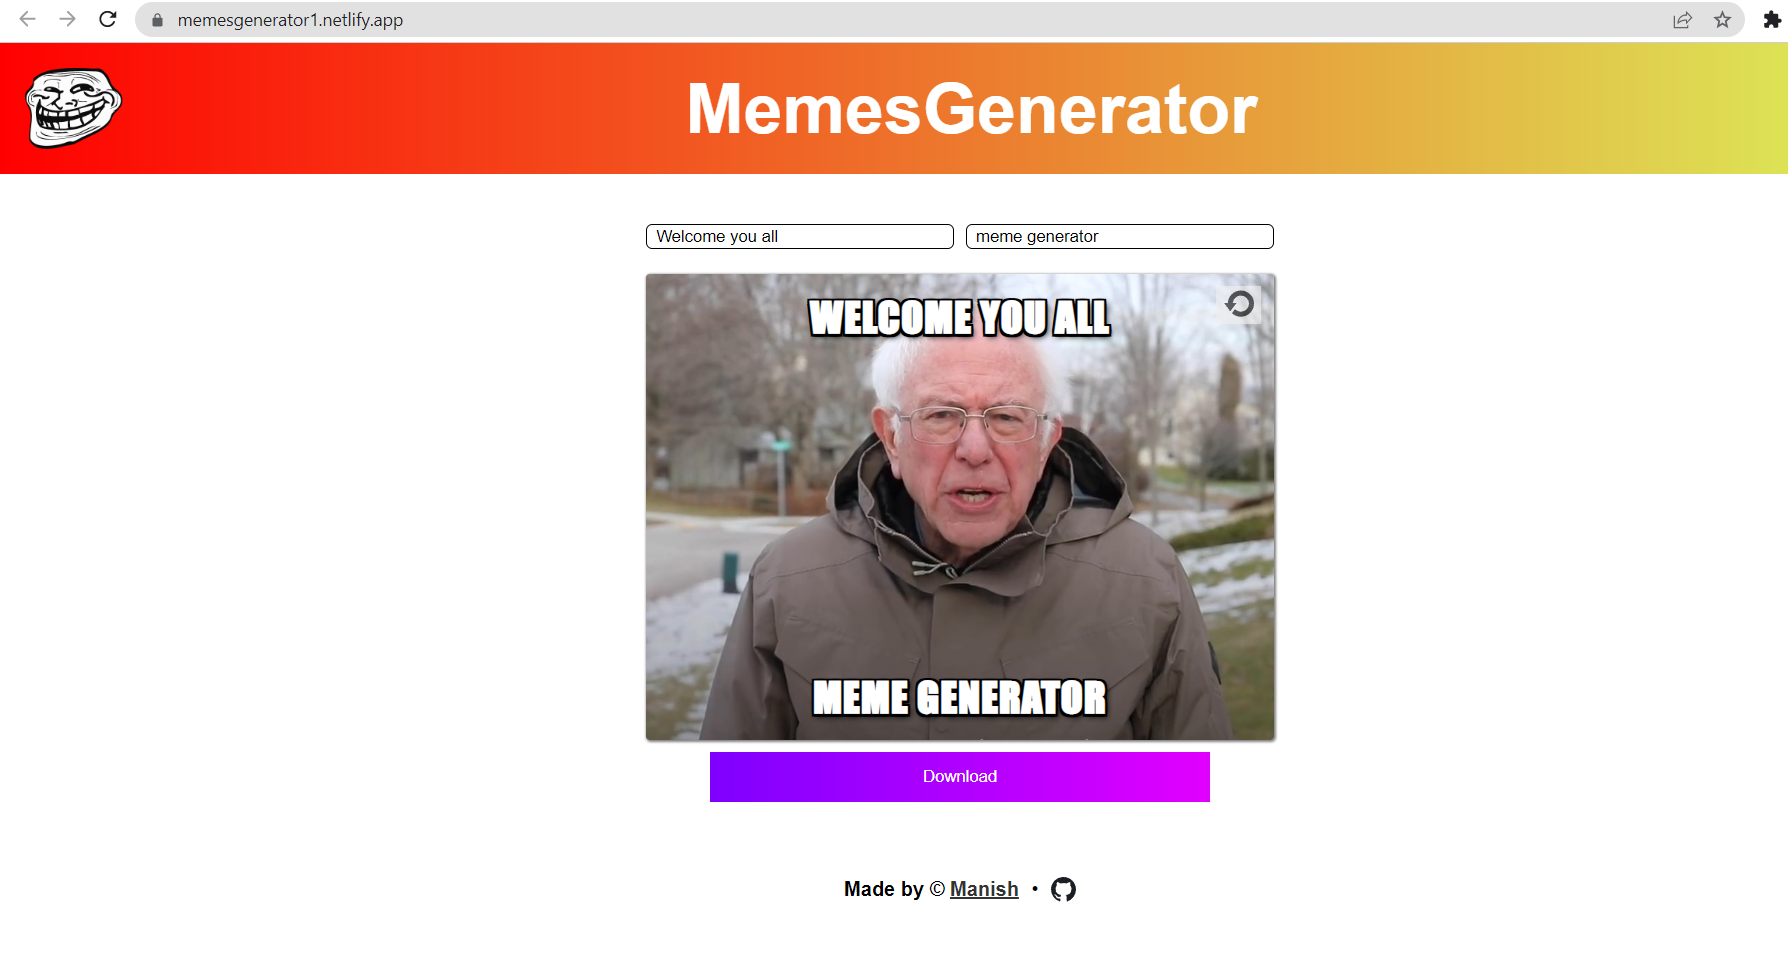 memesgenerator1.netlify.app
MemesGenerator
Welcome you all
meme generator
WELCOME YOU ALL
MEME GENERATOR
Download
Made by © Manish •